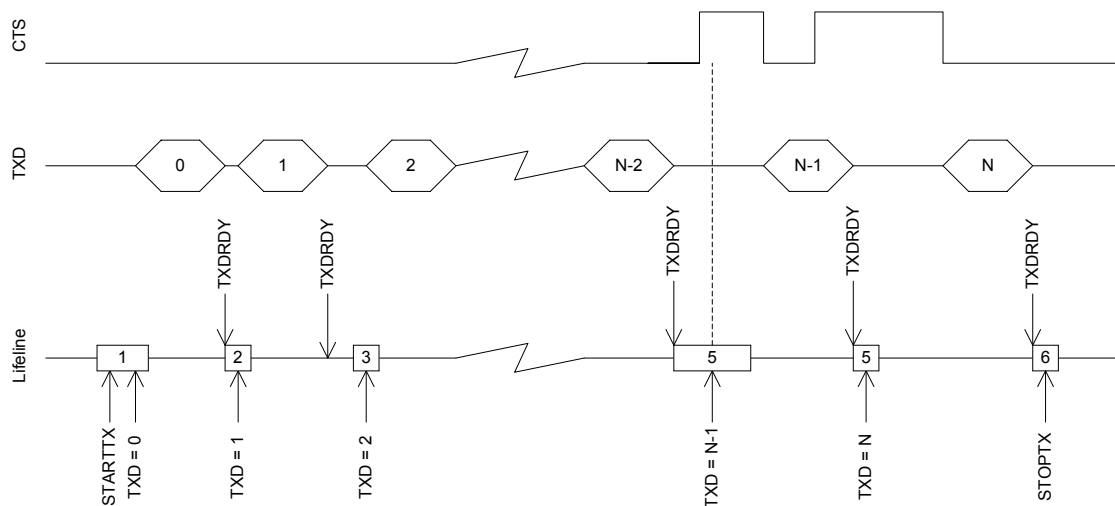 CTS
TXD
0
1
2
N-2
N-1
N
TXDRDY
TXDRDY
TXDRDY
TXDRDY
TXDRDY
Lifeline
1
2
3
5
5
6
STARTTX
TXD = 0
TXD = 1
TXD = 2
TXD = N-1
TXD = N
STOPTX